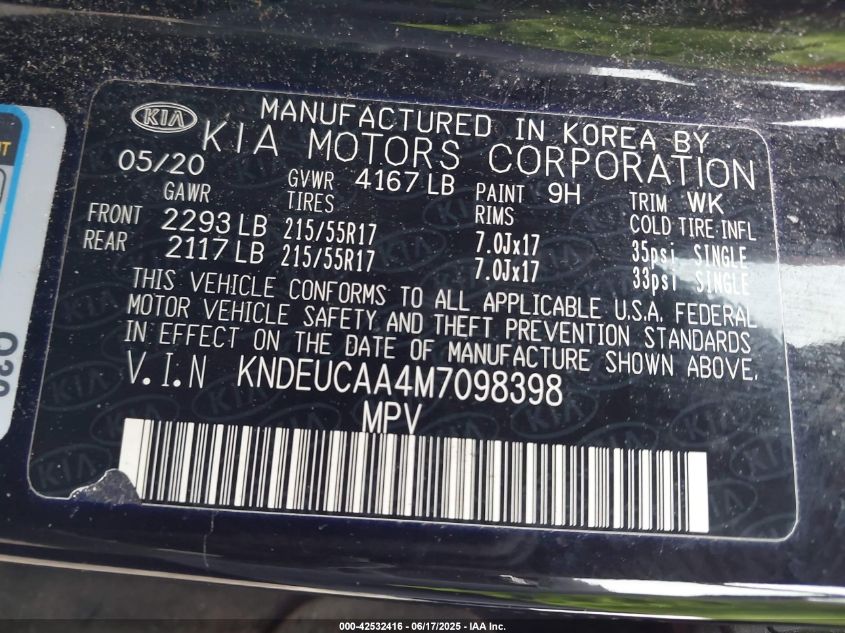 KIA
MANUFACTURED IN KOREA BY
KIA MOTORS CORPORATION
05/20
GAWR GVWR 4167 LB PAINT 9H TRIM WK
TIRES RIMS COLD TIRE INFL
FRONT 2293 LB 215/55R17 7.0Jx17 35psi SINGLE
REAR 2117 LB 215/55R17 7.0Jx17 33psi SINGLE
THIS VEHICLE CONFORMS TO ALL APPLICABLE U.S.A. FEDERAL
MOTOR VEHICLE SAFETY AND THEFT PREVENTION STANDARDS
IN EFFECT ON THE DATE OF MANUFACTURE SHOWN ABOVE.
V.I.N KNDEUCAA4M7098398
MPV
000-42532416 - 06/17/2025 - IAA Inc.